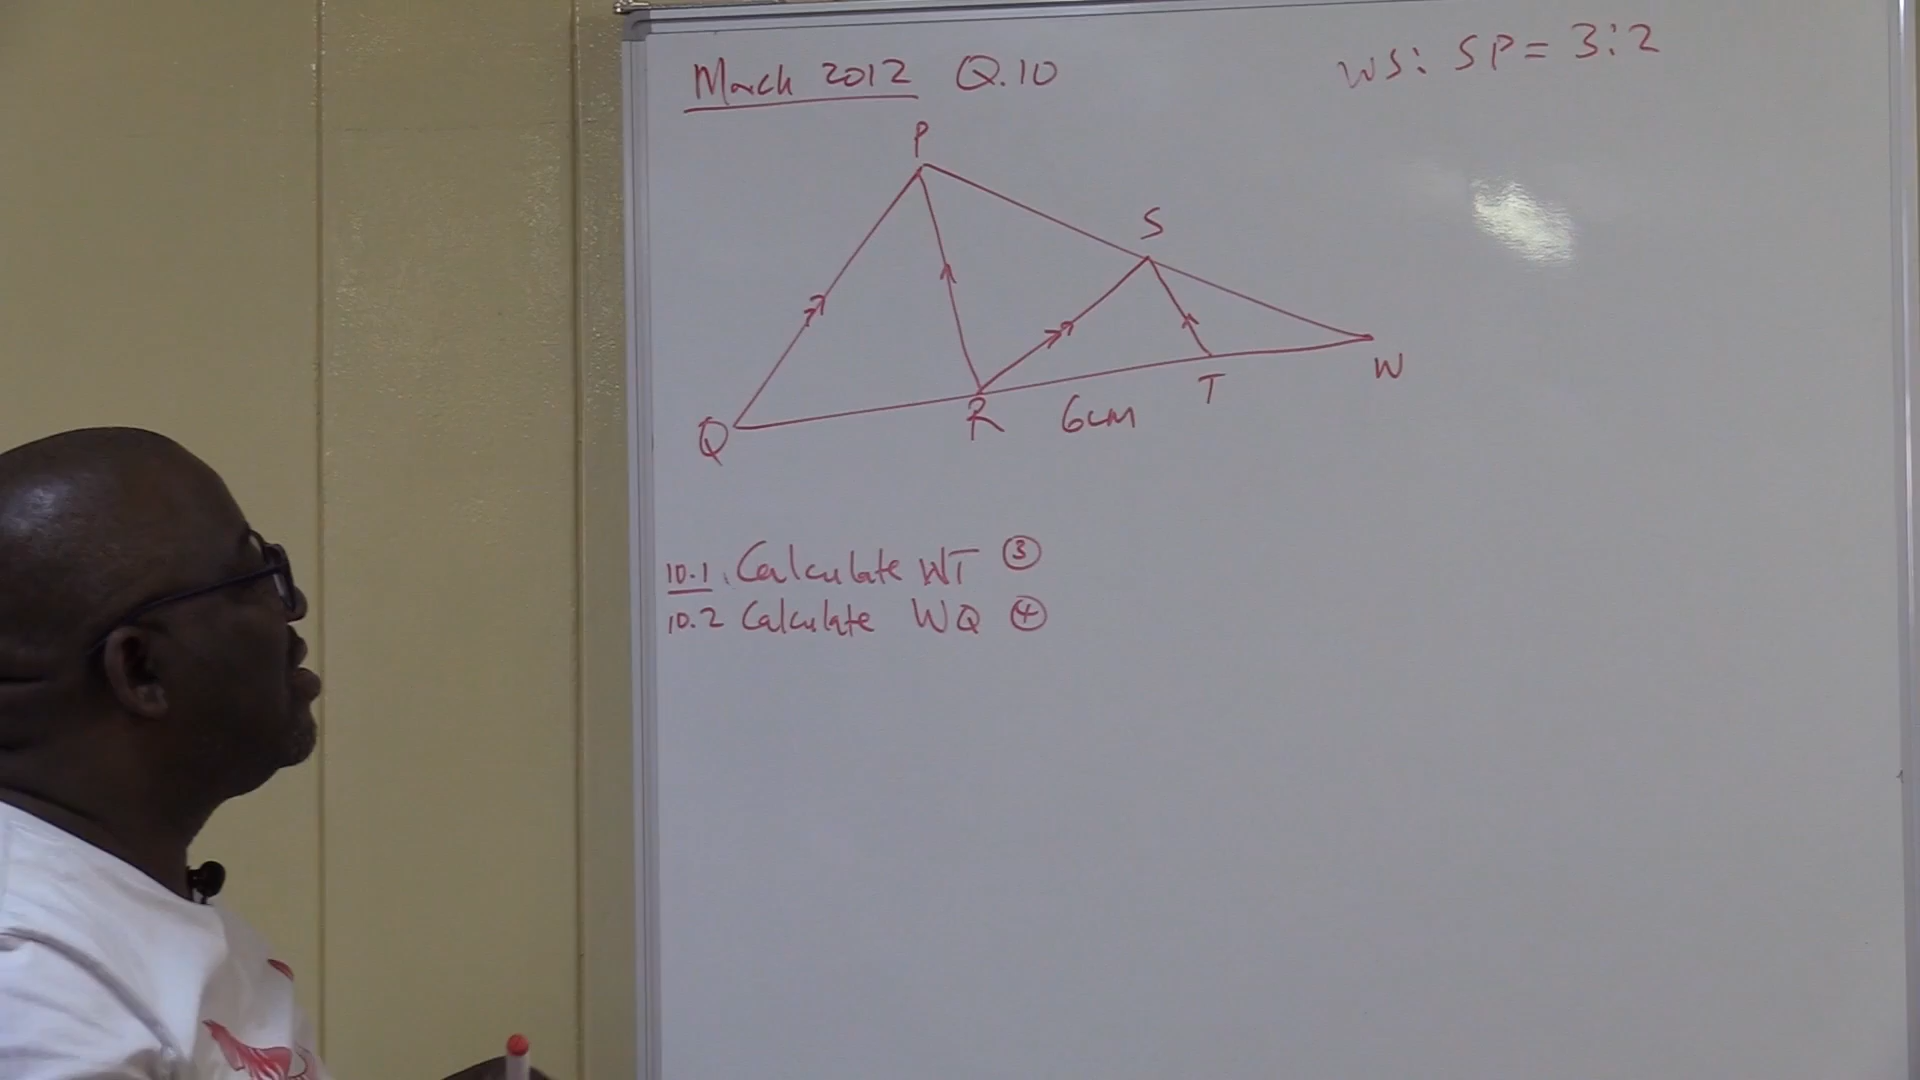 March 2012 Q.10
WS: SP = 3:2
P
S
W
T
Q
R
6cm
10.1. Calculate WT ③
10.2 Calculate WQ ④